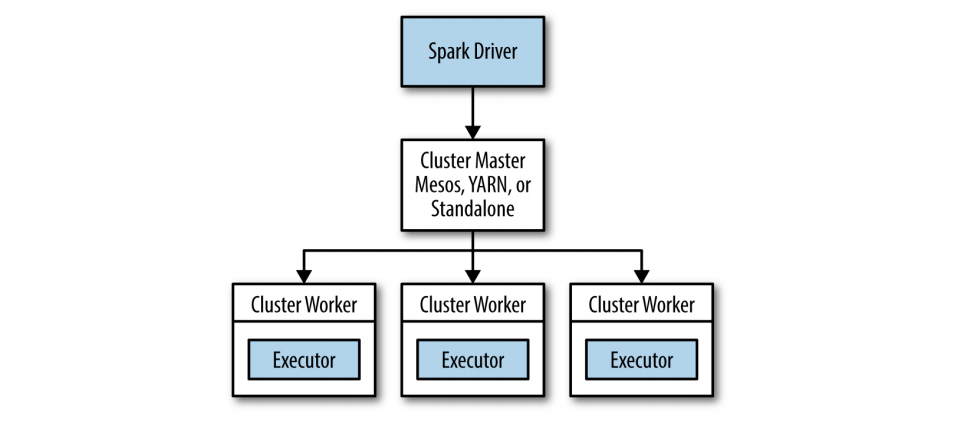 Spark Driver
Cluster Master
Mesos, YARN, or
Standalone
Cluster Worker
Cluster Worker
Cluster Worker
Executor
Executor
Executor